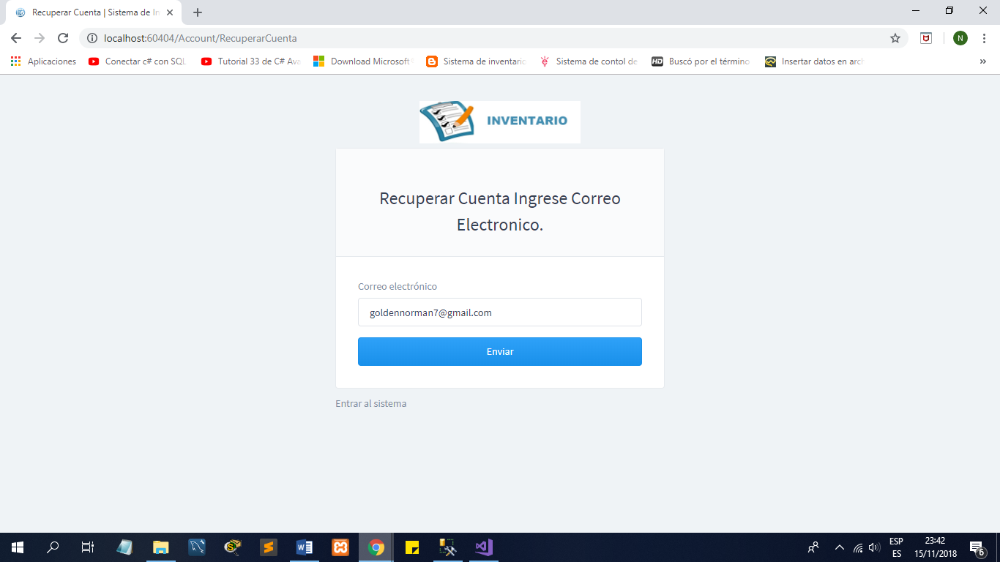 Recuperar Cuenta | Sistema de In
localhost:60404/Account/RecuperarCuenta
N
Aplicaciones
Conectar c# con SQL
Tutorial 33 de C# Ava
Download Microsoft
Sistema de inventario
Sistema de contol de
HD
Buscó por el término
Insertar datos en arch
»
INVENTARIO
Recuperar Cuenta Ingrese Correo
Electronico.
Correo electrónico
goldennorman7@gmail.com
Enviar
Entrar al sistema
ESP
ES
23:42
15/11/2018
6